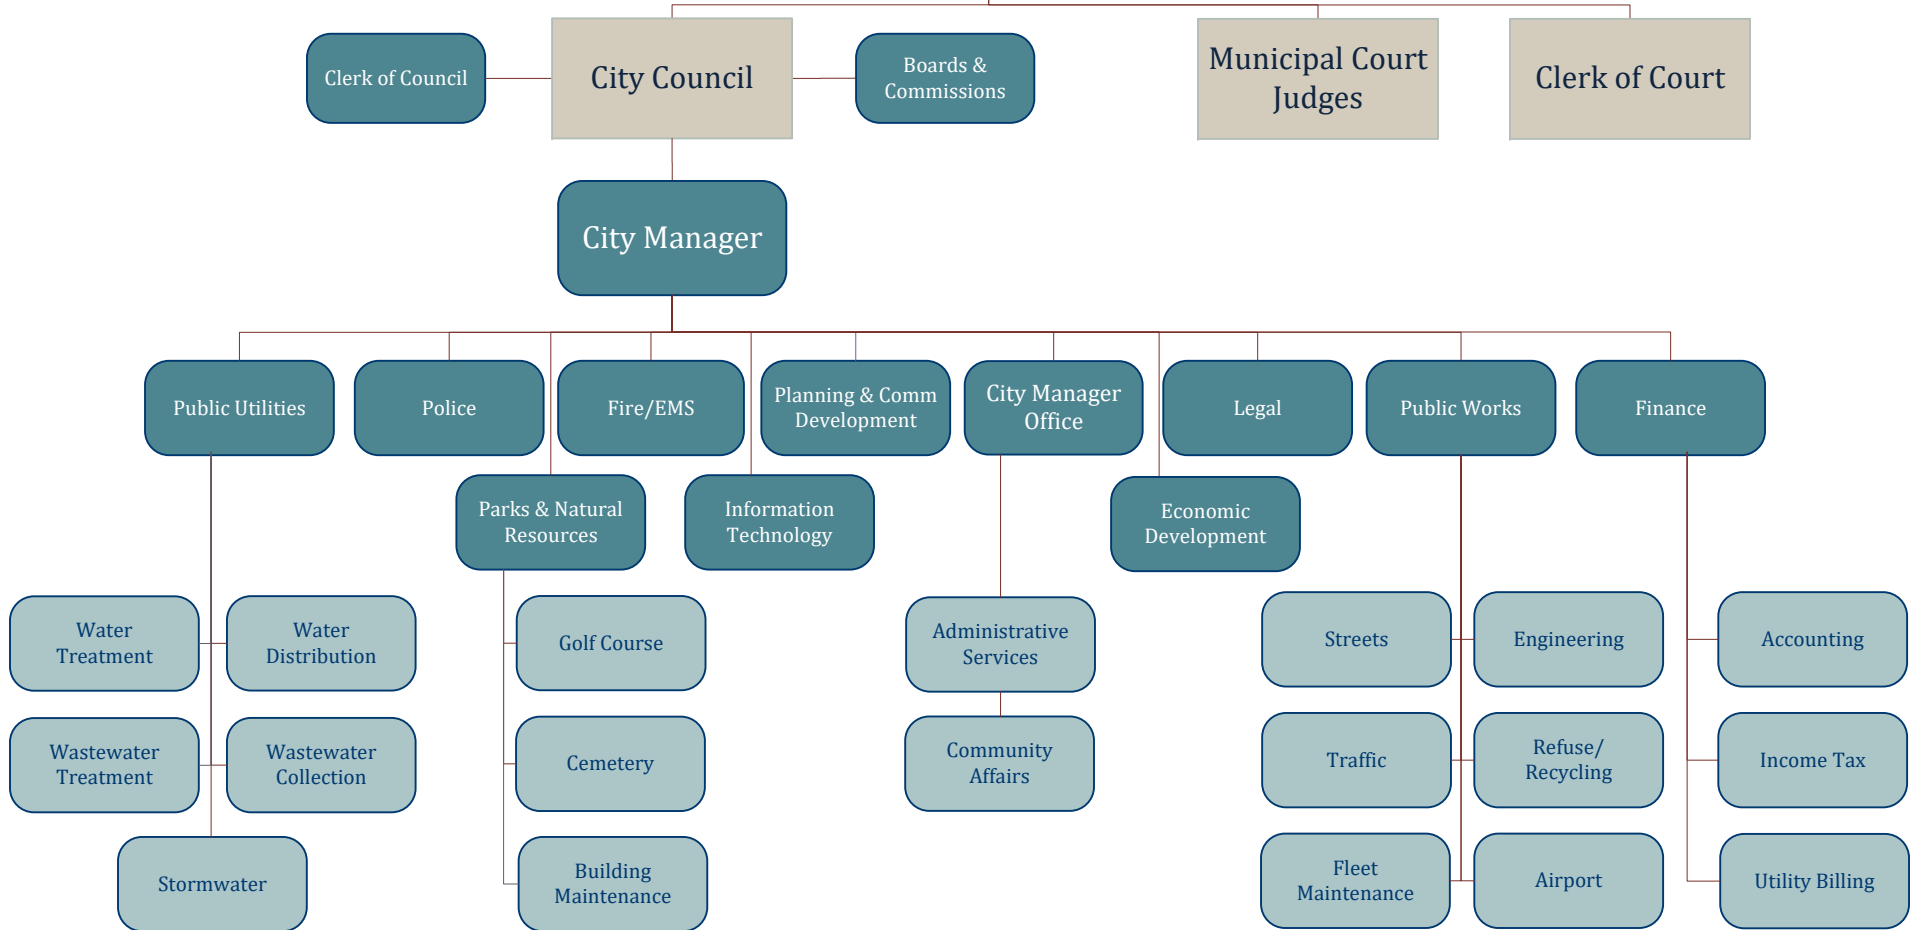 Clerk of Council
City Council
Boards &
Commissions
Municipal Court
Judges
Clerk of Court
City Manager
Public Utilities
Police
Fire/EMS
Planning & Comm
Development
City Manager
Office
Legal
Public Works
Finance
Parks & Natural
Resources
Information
Technology
Economic
Development
Water
Treatment
Water
Distribution
Golf Course
Administrative
Services
Streets
Engineering
Accounting
Wastewater
Treatment
Wastewater
Collection
Cemetery
Community
Affairs
Traffic
Refuse/
Recycling
Income Tax
Stormwater
Building
Maintenance
Fleet
Maintenance
Airport
Utility Billing